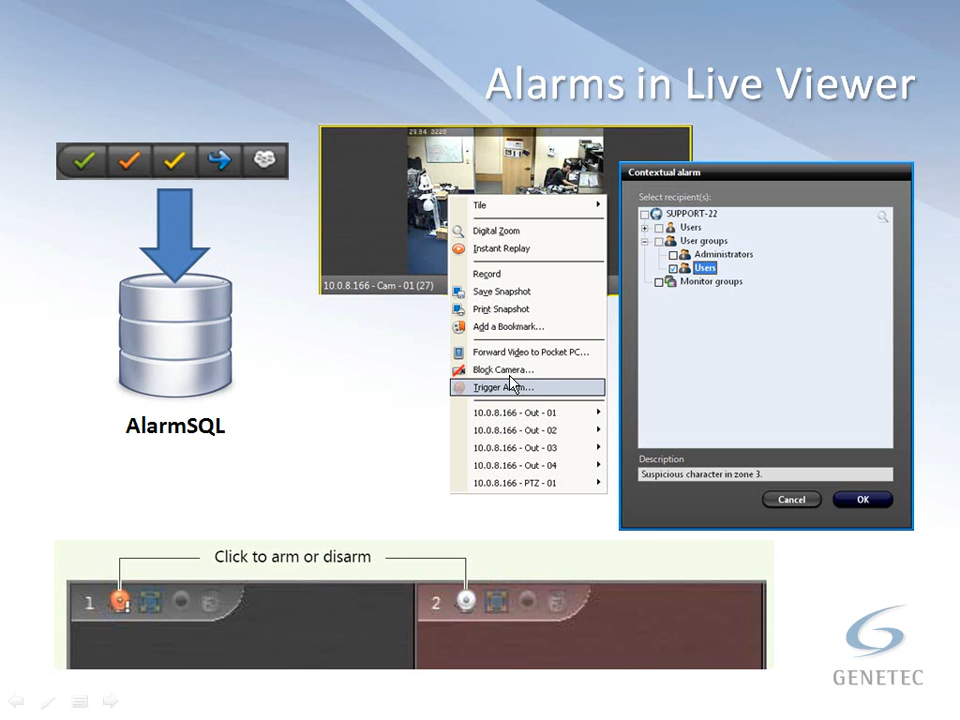 Alarms in Live Viewer
AlarmSQL
10.0.8.166 - Cam - 01 (27)
Tile
Digital Zoom
Instant Replay
Record
Save Snapshot
Print Snapshot
Add a Bookmark...
Forward Video to Pocket PC...
Block Camera...
Trigger Alarm...
10.0.8.166 - Out - 01
10.0.8.166 - Out - 02
10.0.8.166 - Out - 03
10.0.8.166 - Out - 04
10.0.8.166 - PTZ - 01
Contextual alarm
Select recipient(s):
SUPPORT-22
Users
User groups
Administrators
Users
Monitor groups
Description
Suspicious character in zone 3.
Cancel
OK
Click to arm or disarm
1
2
GENETEC